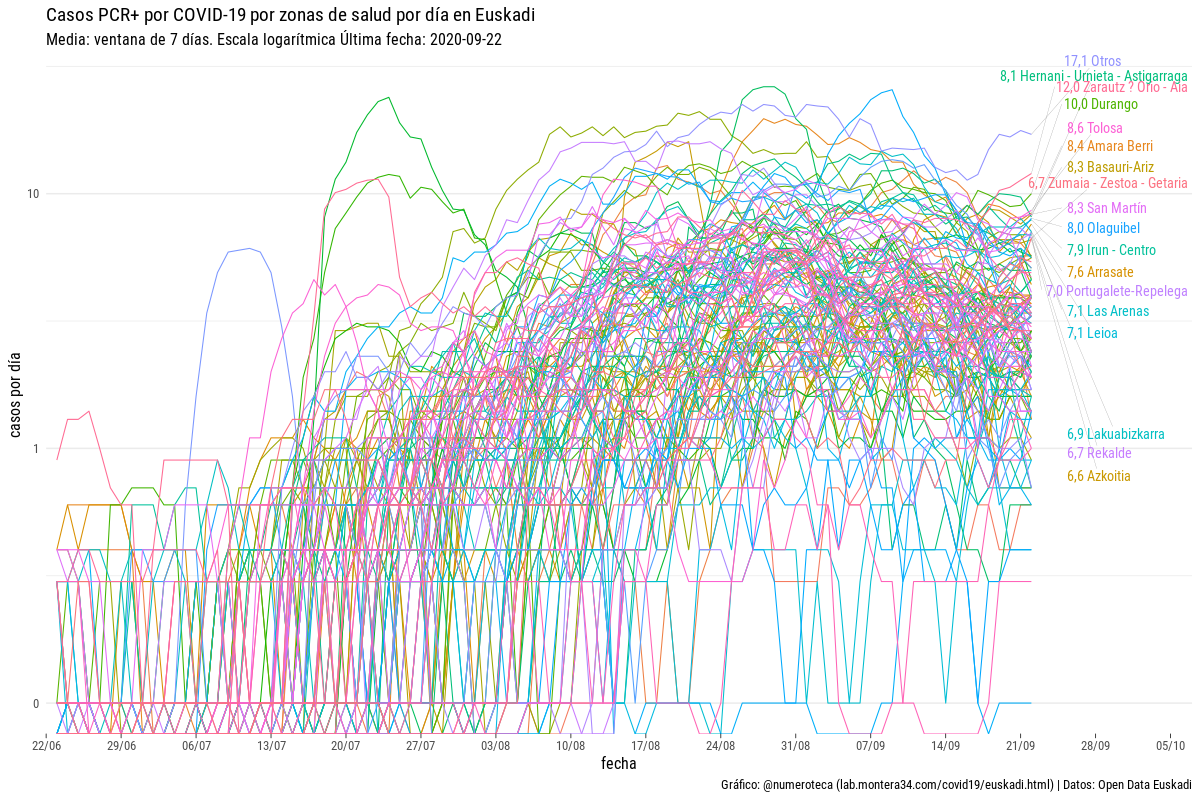 Casos PCR+ por COVID-19 por zonas de salud por día en Euskadi
Media: ventana de 7 días. Escala logarítmica Última fecha: 2020-09-22
17,1 Otros
8,1 Hernani - Urnieta - Astigarraga
12,0 Zarautz ? Orio - Aia
10,0 Durango
8,6 Tolosa
8,4 Amara Berri
8,3 Basauri-Ariz
6,7 Zumaia - Zestoa - Getaria
8,3 San Martín
8,0 Olaguibel
7,9 Irun - Centro
7,6 Arrasate
7,0 Portugalete-Repelega
7,1 Las Arenas
7,1 Leioa
6,9 Lakuabizkarra
6,7 Rekalde
6,6 Azkoitia
casos por día
10
1
0
22/06 29/06 06/07 13/07 20/07 27/07 03/08 10/08 17/08 24/08 31/08 07/09 14/09 21/09 28/09 05/10
fecha
Gráfico: @numeroteca (lab.montera34.com/covid19/euskadi.html) | Datos: Open Data Euskadi